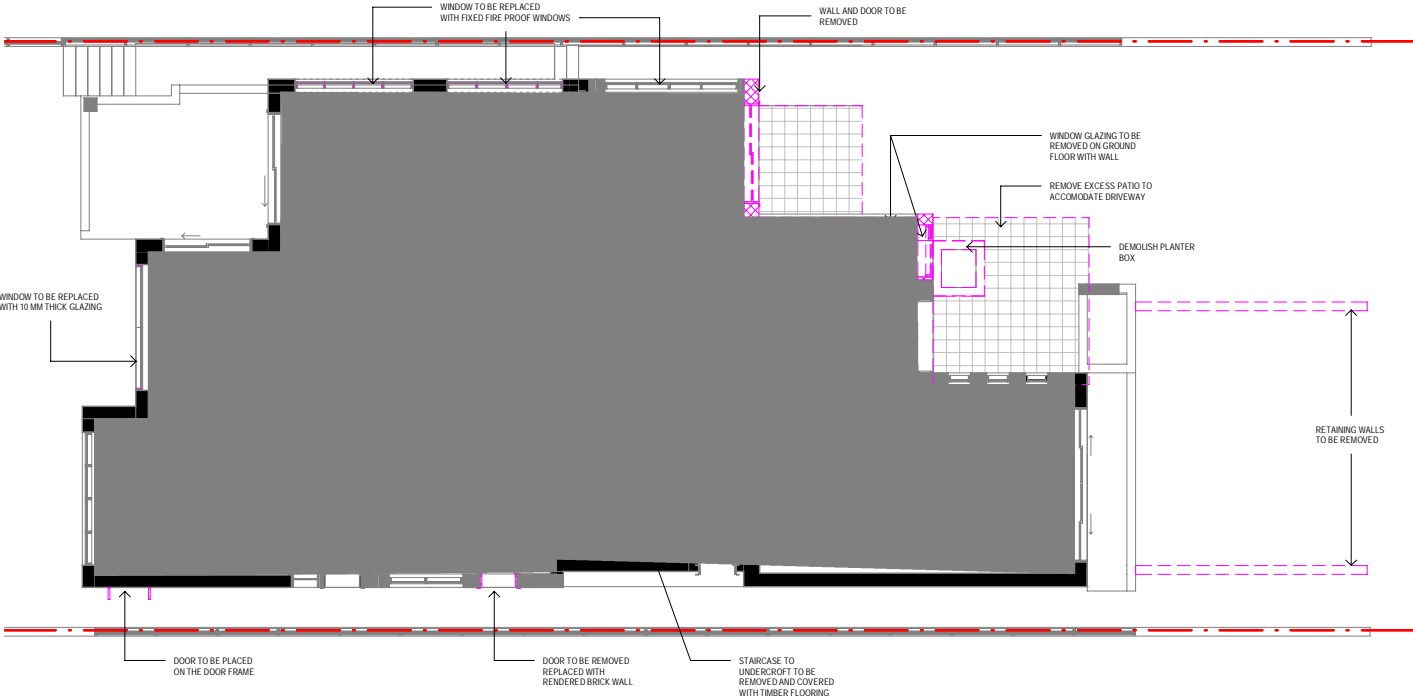 WINDOW TO BE REPLACED
WITH FIXED FIRE PROOF WINDOWS
WALL AND DOOR TO BE
REMOVED
WINDOW GLAZING TO BE
REMOVED ON GROUND
FLOOR WITH WALL
REMOVE EXCESS PATIO TO
ACCOMODATE DRIVEWAY
DEMOLISH PLANTER
BOX
WINDOW TO BE REPLACED
WITH 10 MM THICK GLAZING
RETAINING WALLS
TO BE REMOVED
DOOR TO BE PLACED
ON THE DOOR FRAME
DOOR TO BE REMOVED
REPLACED WITH
RENDERED BRICK WALL
STAIRCASE TO
UNDERCROFT TO BE
REMOVED AND COVERED
WITH TIMBER FLOORING